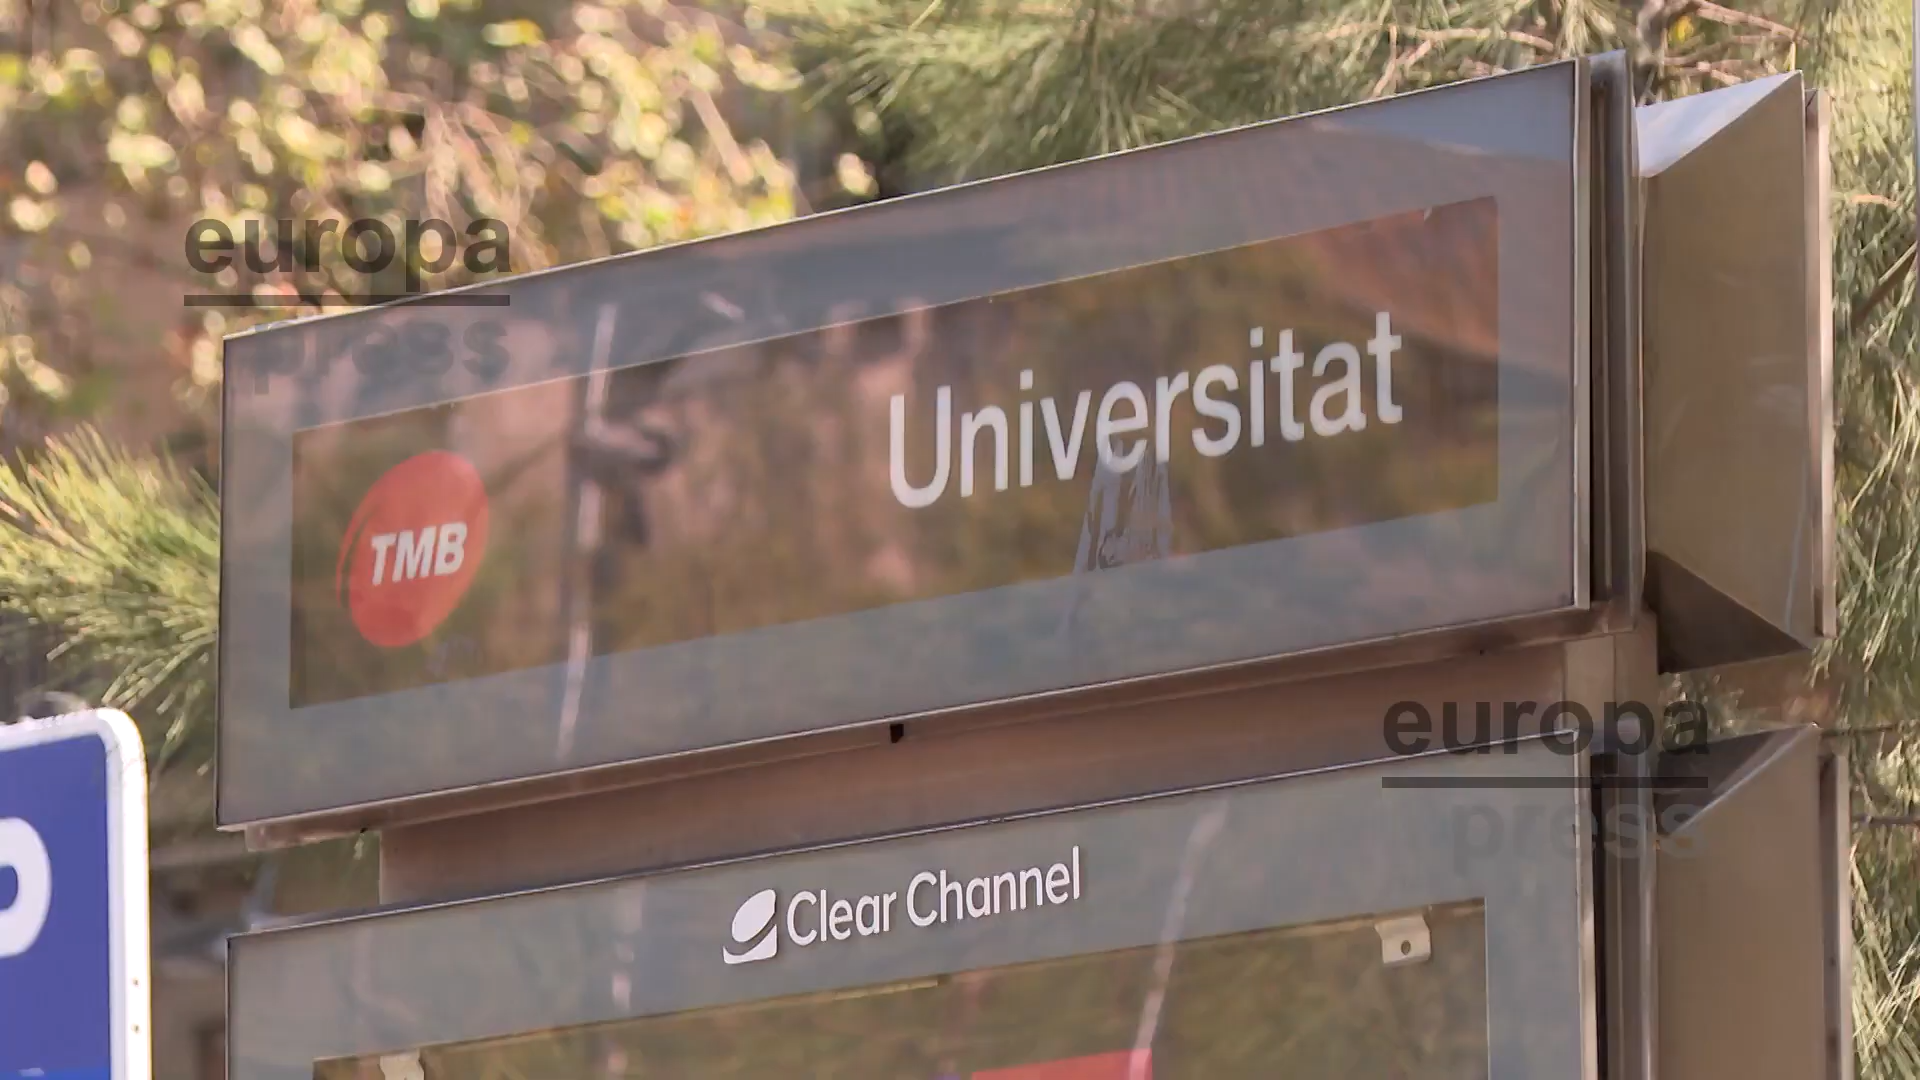 europa
press
Universitat
TMB
europa
press
Clear Channel